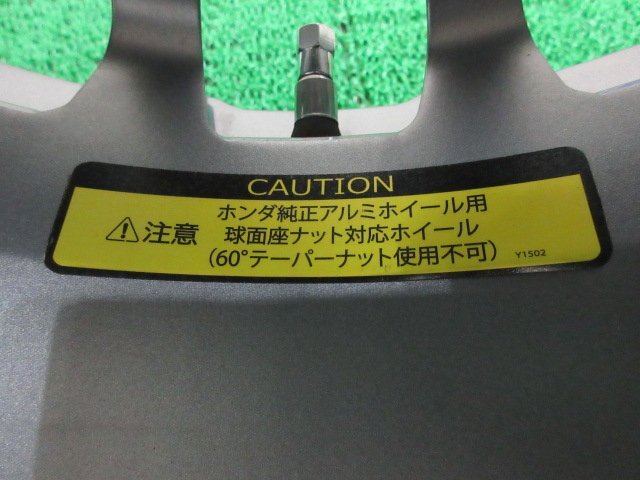 CAUTION
ホンダ純正アルミホイール用
⚠注意 球面座ナット対応ホイール
(60°テーパーナット使用不可) Y1502